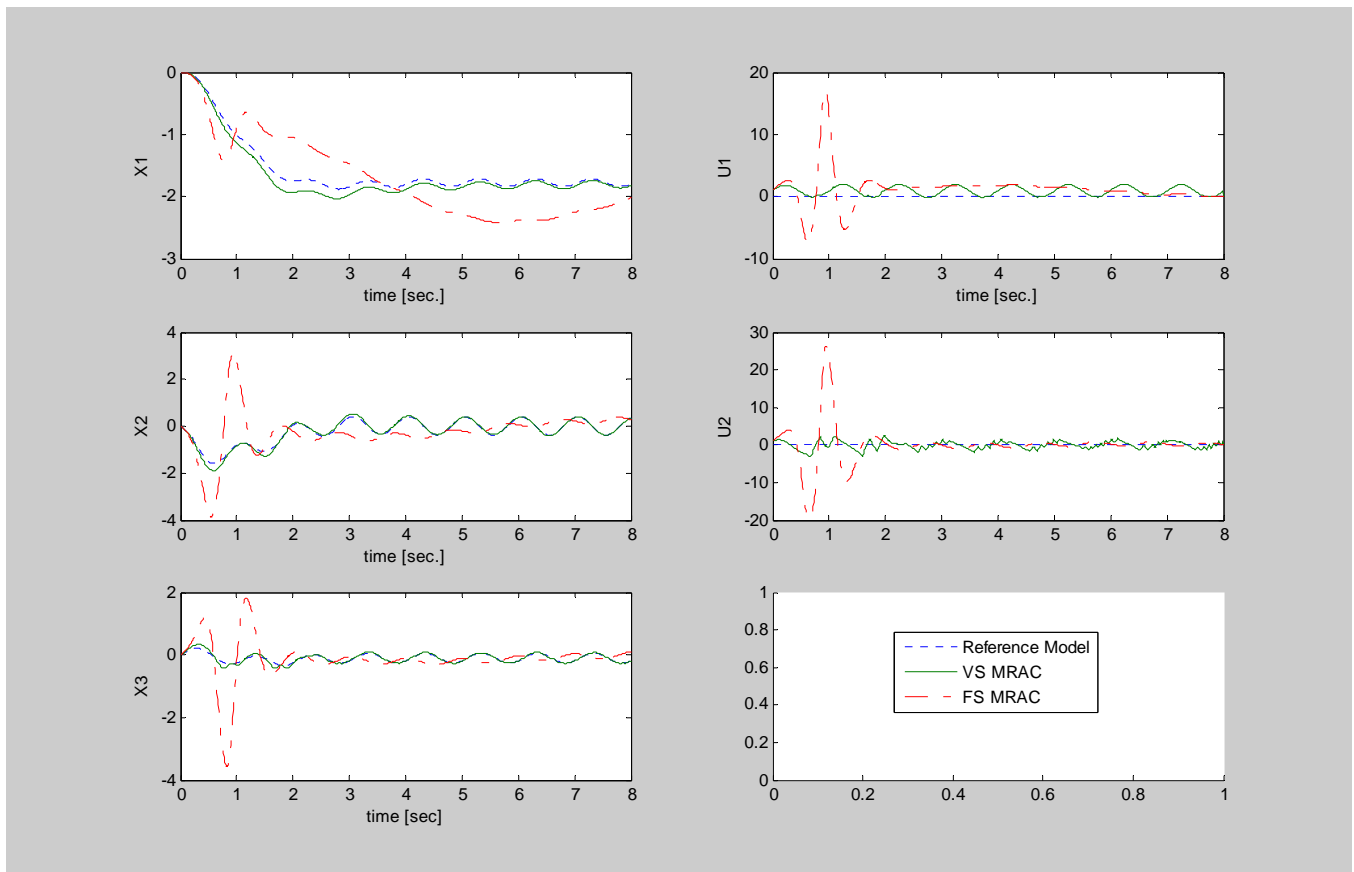 0
-1
-2
-3
X1
0 1 2 3 4 5 6 7 8
time [sec.]
20
10
0
-10
U1
0 1 2 3 4 5 6 7 8
time [sec.]
4
2
0
-2
-4
X2
0 1 2 3 4 5 6 7 8
time [sec.]
30
20
10
0
-10
-20
U2
0 1 2 3 4 5 6 7 8
2
0
-2
-4
X3
0 1 2 3 4 5 6 7 8
time [sec]
1
0.8
0.6
0.4
0.2
0
0 0.2 0.4 0.6 0.8 1
Reference Model
VS MRAC
FS MRAC